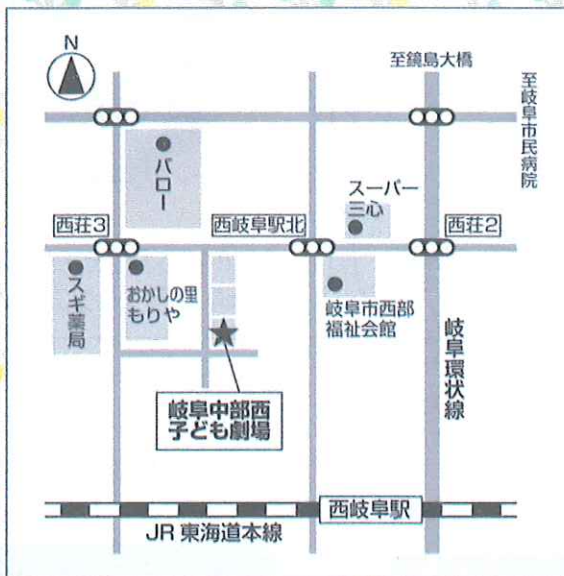 N
至鏡島大橋
至岐阜市民病院
バロー
スーパー
三心
西荘3
西岐阜駅北
西荘2
スギ薬局
おかしの里
もりや
岐阜市西部
福祉会館
岐阜環状線
岐阜中部西
子ども劇場
西岐阜駅
JR 東海道本線